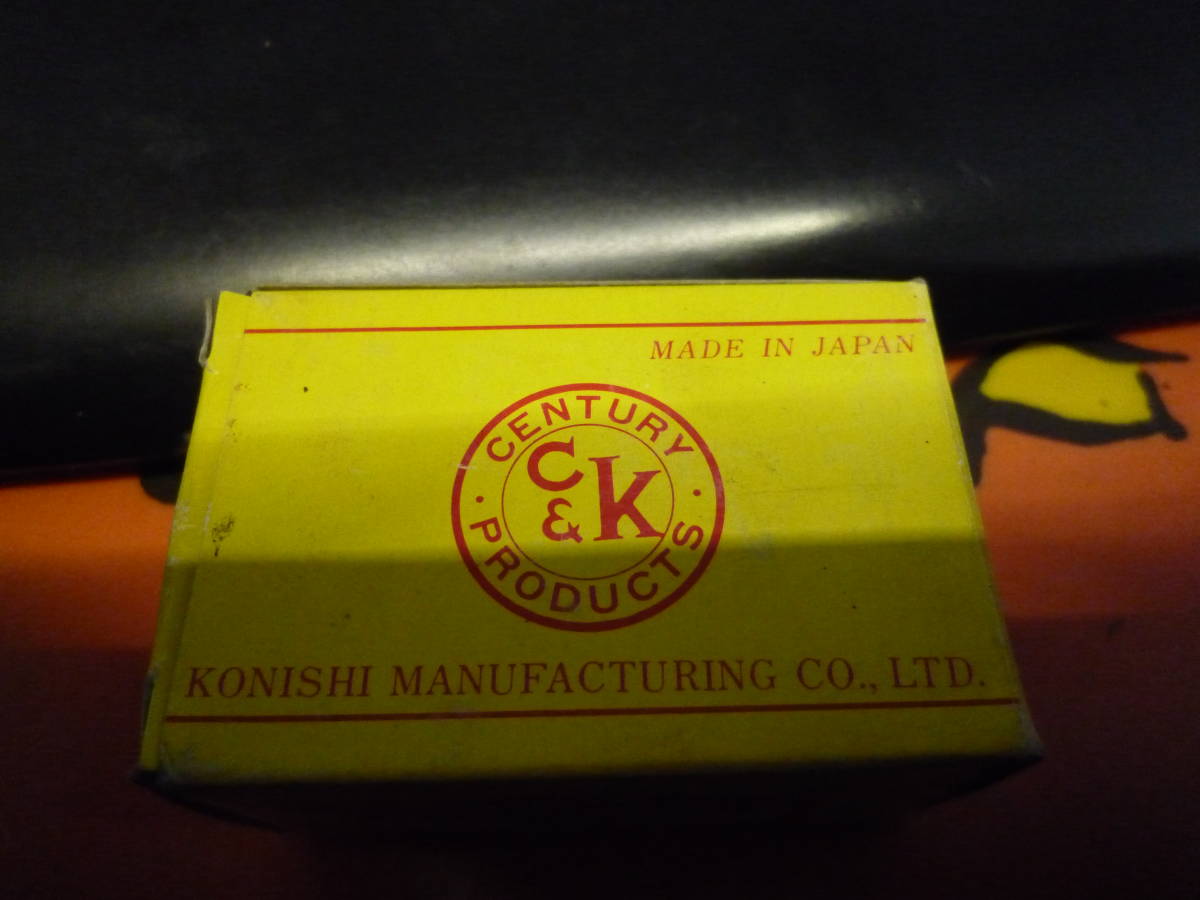 MADE IN JAPAN
CENTURY
C
& K
· PRODUCTS ·
KONISHI MANUFACTURING CO., LTD.